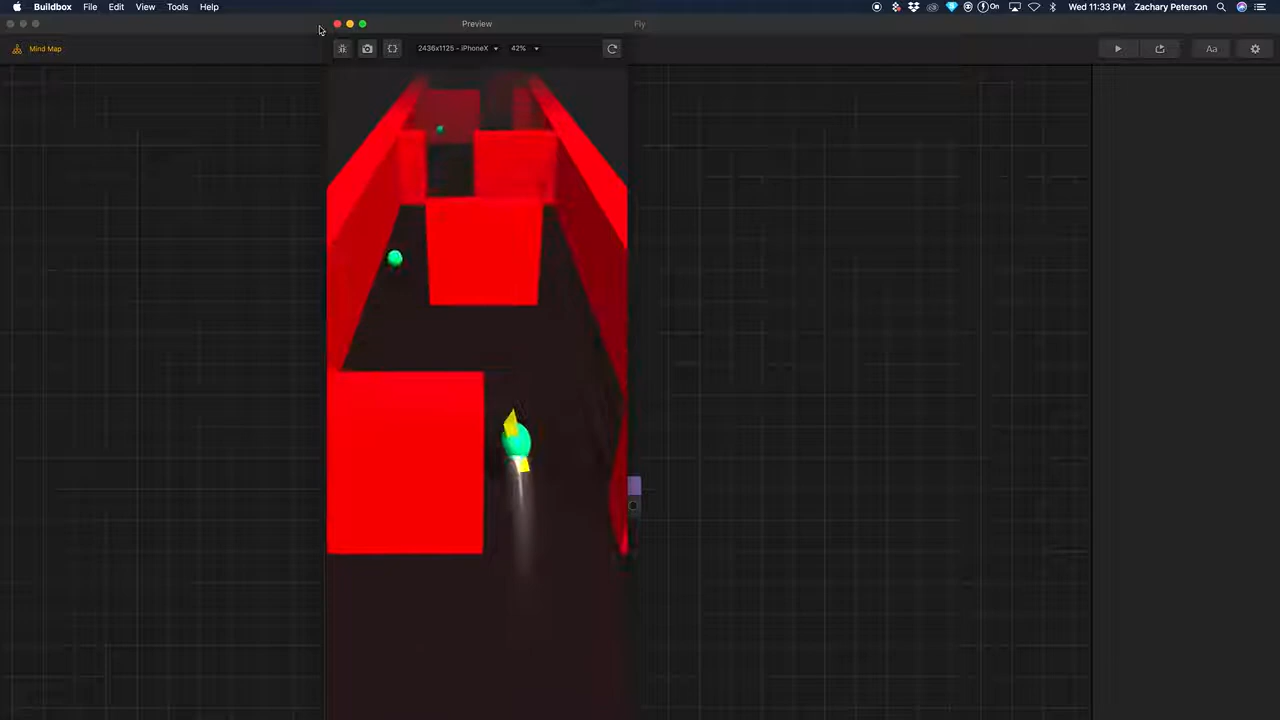 Buildbox File Edit View Tools Help
Wed 11:33 PM Zachary Peterson
Preview
Fly
Mind Map
2436x1125 - iPhoneX 42%
Aa